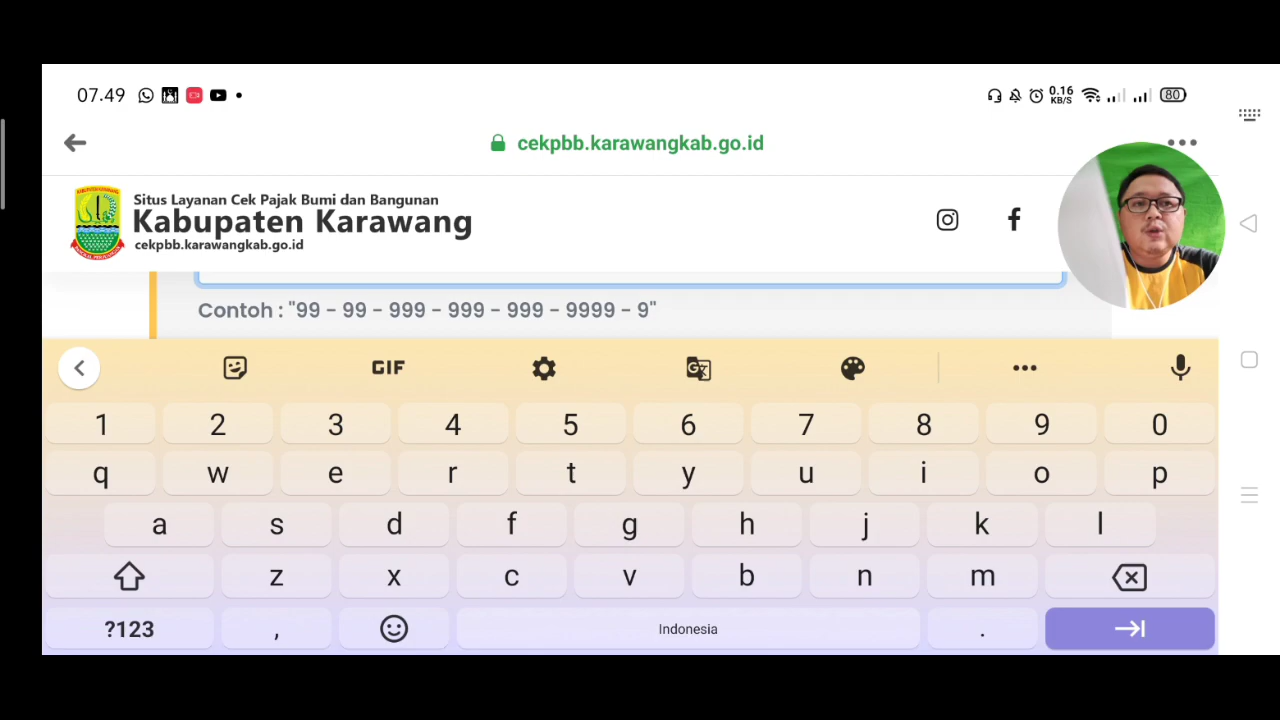 07.49
0.16
KB/S
80
cekpbb.karawangkab.go.id
Situs Layanan Cek Pajak Bumi dan Bangunan
Kabupaten Karawang
cekpbb.karawangkab.go.id
Contoh : "99 - 99 - 999 - 999 - 999 - 9999 - 9"
GIF
1 2 3 4 5 6 7 8 9 0
q w e r t y u i o p
a s d f g h j k l
z x c v b n m
?123 , Indonesia .